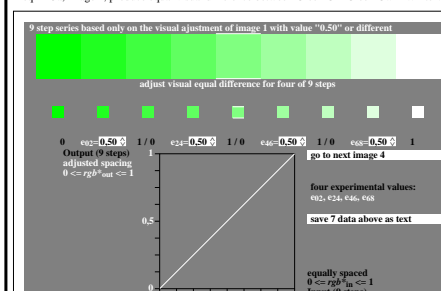 9 step series based only on the visual ajustment of image 1 with value "0.50" or different
adjust visual equal difference for four of 9 steps
0 e02=0,50 1 / 0 e24=0,50 1 / 0 e46=0,50 1 / 0 e68=0,50 1
Output (9 steps)
adjusted spacing
0 <= rgb*out <= 1
1
0,5
0
go to next image 4
four experimental values:
e02, e24, e46, e68
save 7 data above as text
equally spaced
0 <= rgb*in <= 1